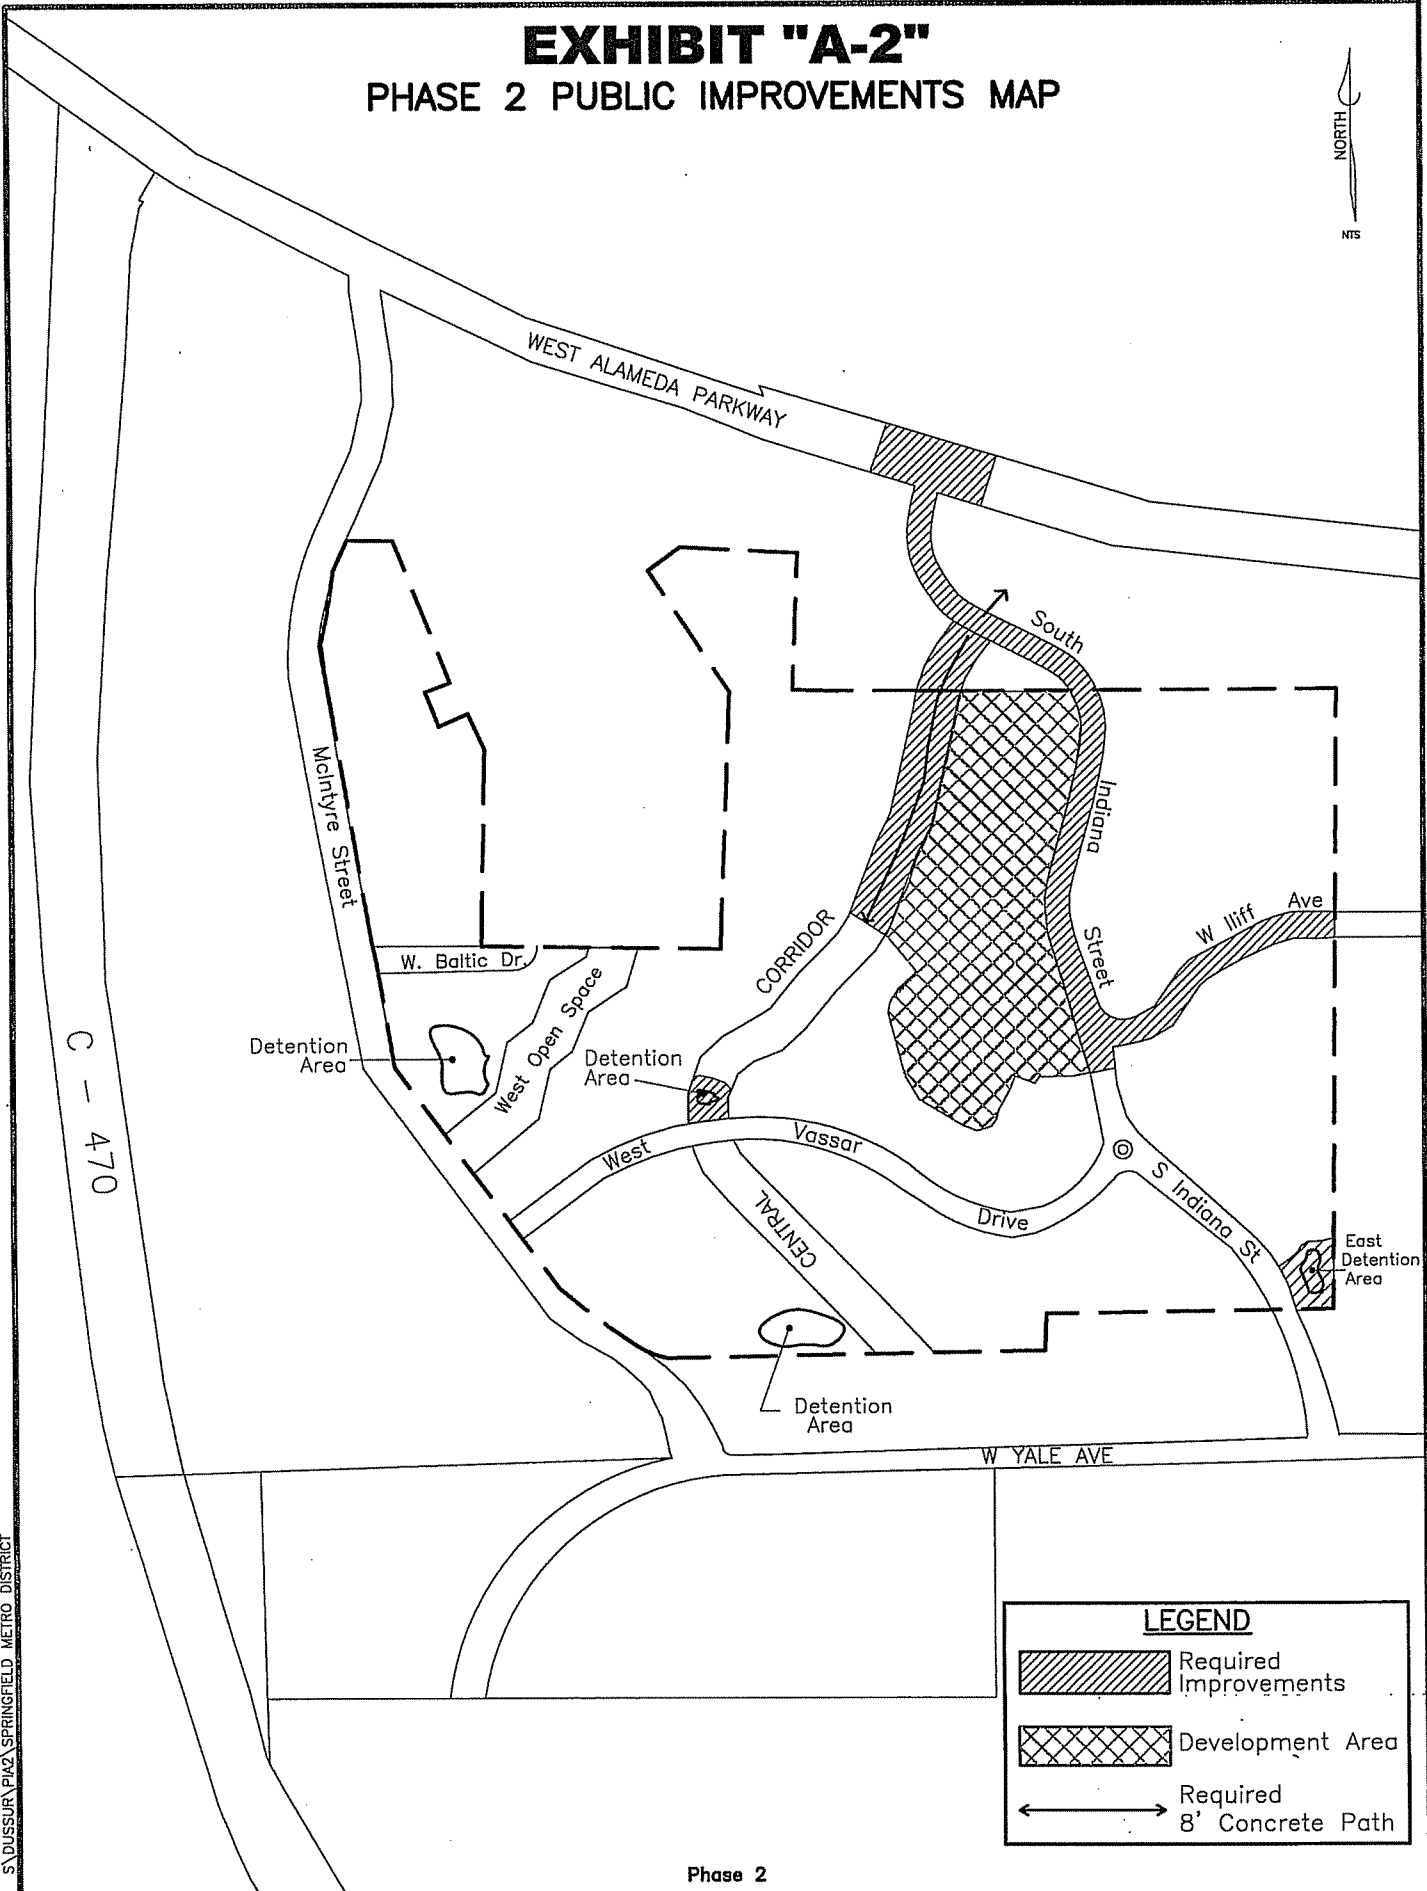 EXHIBIT "A-2"
PHASE 2 PUBLIC IMPROVEMENTS MAP
NORTH
NTS
WEST ALAMEDA PARKWAY
South
Indiana
Street
McIntyre Street
W Iliff Ave
CORRIDOR
W. Baltic Dr.
West Open Space
Detention
Area
Detention
Area
C - 470
West Vassar Drive
CENTRAL
S Indiana St
East
Detention
Area
Detention
Area
W YALE AVE
LEGEND
Required
Improvements
Development Area
Required
8' Concrete Path
S\DUSSUR\PIA2\SPRINGFIELD METRO DISTRICT
Phase 2